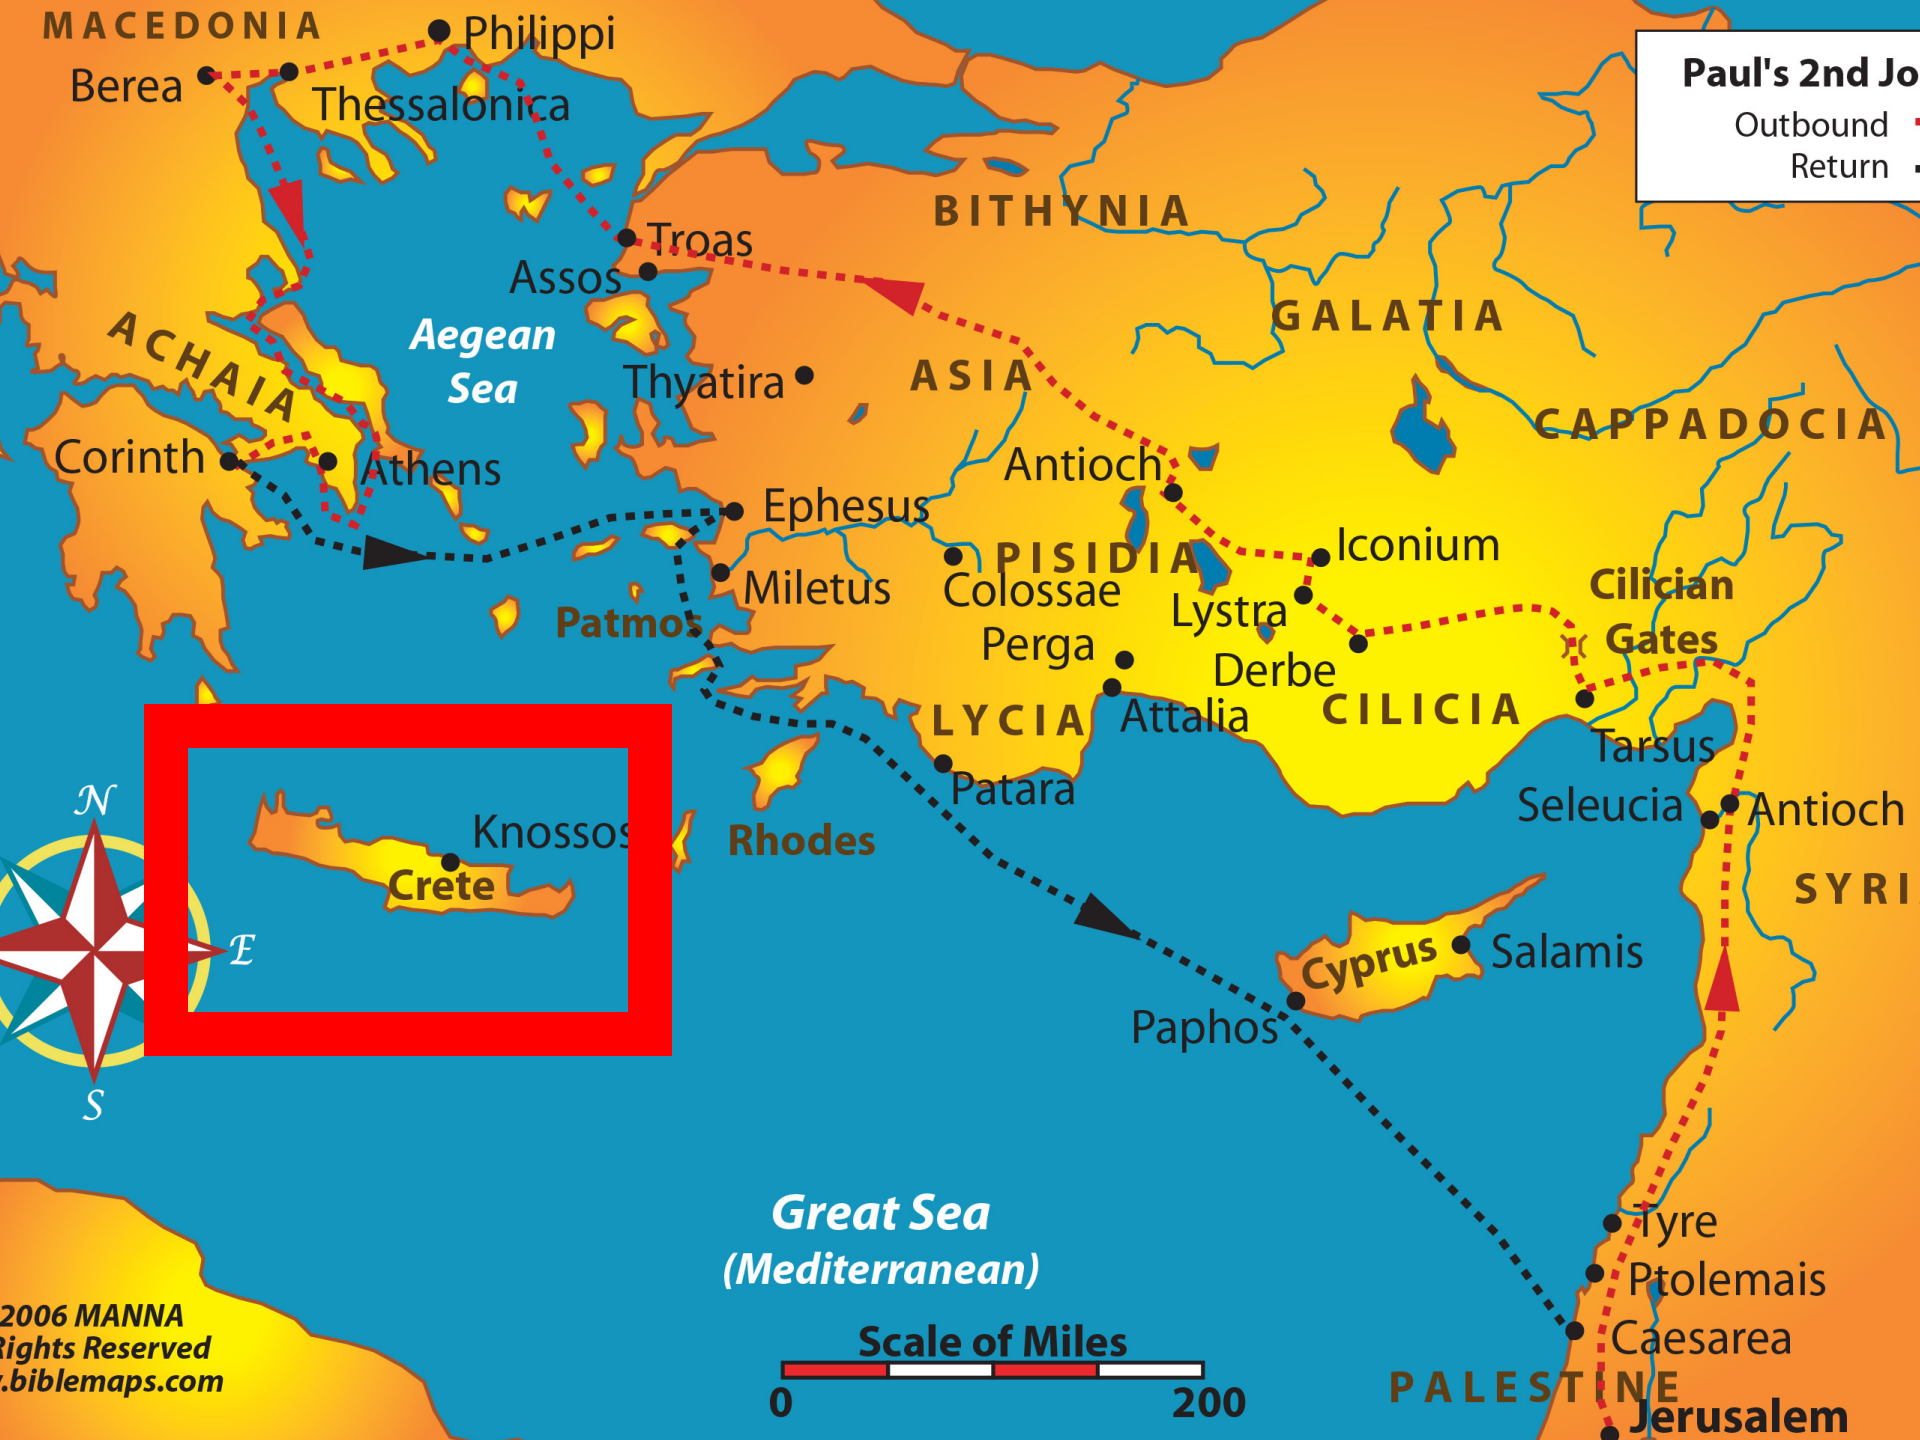 MACEDONIA
Philippi
Berea
Thessalonica
Paul's 2nd Jo
Outbound
Return
BITHYNIA
Troas
Assos
GALATIA
ACHAIA
Aegean
Sea
Thyatira
ASIA
CAPPADOCIA
Corinth
Athens
Antioch
Ephesus
Iconium
PISIDIA
Colossae
Miletus
Cilician
Gates
Lystra
Patmos
Perga
Derbe
CILICIA
LYCIA
Attalia
Tarsus
Patara
Seleucia
Antioch
N
Knossos
Rhodes
Crete
SYRI
E
Cyprus
Salamis
Paphos
S
Great Sea
(Mediterranean)
Tyre
Ptolemais
2006 MANNA
Rights Reserved
.biblemaps.com
Scale of Miles
0 200
Caesarea
PALESTINE
Jerusalem